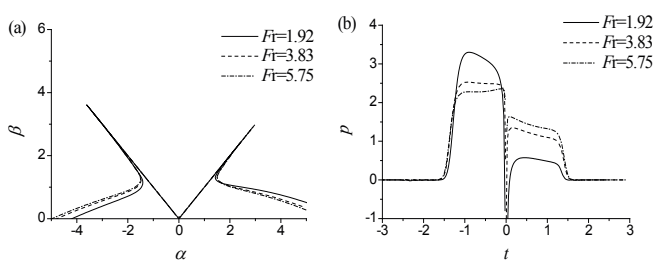 (a)
Fr=1.92
Fr=3.83
Fr=5.75
6
4
2
0
β
-4 -2 0 2 4
α
(b)
Fr=1.92
Fr=3.83
Fr=5.75
4
3
2
1
0
-1
p
-3 -2 -1 0 1 2 3
t